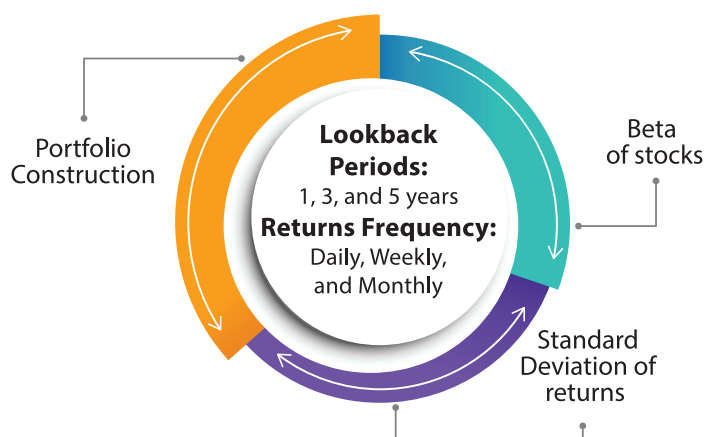 Portfolio
Construction
Lookback
Periods:
1, 3, and 5 years
Returns Frequency:
Daily, Weekly,
and Monthly
Beta
of stocks
Standard
Deviation of
returns